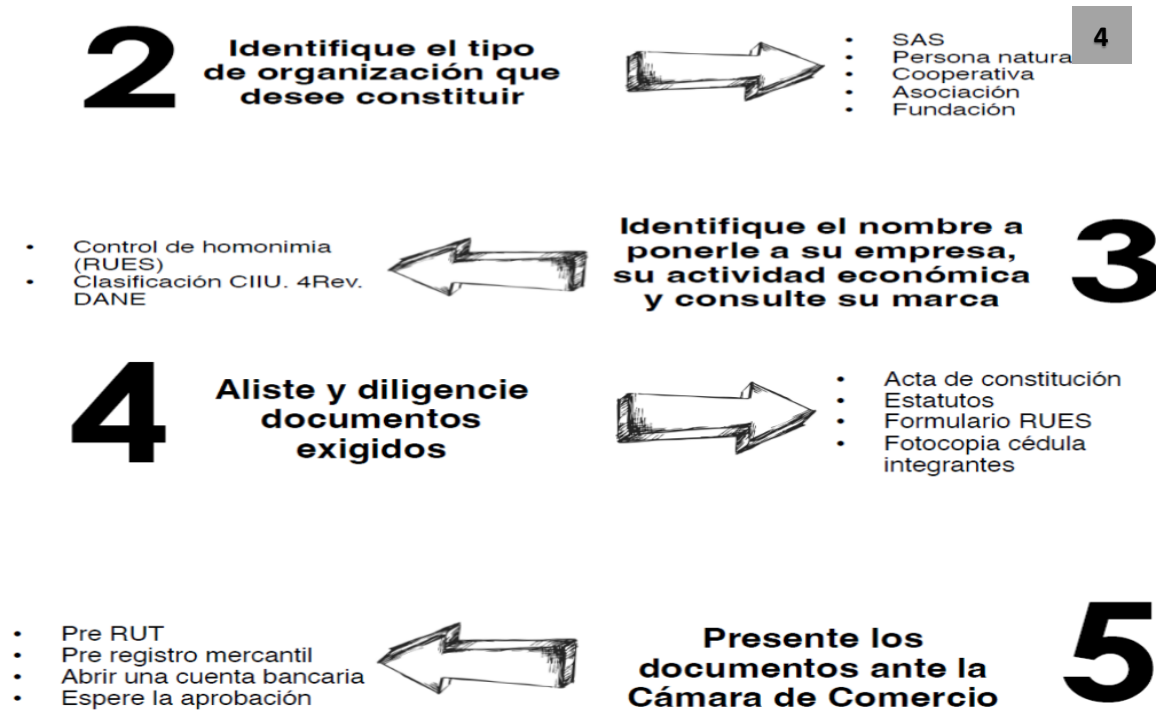 2
Identifique el tipo
de organización que
desee constituir
• SAS
• Persona natura
• Cooperativa
• Asociación
• Fundación
4
• Control de homonimia
(RUES)
• Clasificación CIIU. 4Rev.
DANE
Identifique el nombre a
ponerle a su empresa,
su actividad económica
y consulte su marca
3
4
Aliste y diligencie
documentos
exigidos
• Acta de constitución
• Estatutos
• Formulario RUES
• Fotocopia cédula
integrantes
• Pre RUT
• Pre registro mercantil
• Abrir una cuenta bancaria
• Espere la aprobación
Presente los
documentos ante la
Cámara de Comercio
5